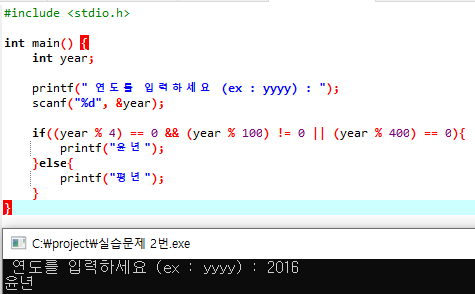 #include <stdio.h>
int main() {
int year;
printf(" 연도를 입력하세요 (ex : yyyy) : ");
scanf("%d", &year);
if((year % 4) == 0 && (year % 100) != 0 || (year % 400) == 0){
printf("윤년");
}else{
printf("평년");
}
}
C:₩project₩실습문제 2번.exe
연도를 입력하세요 (ex : yyyy) : 2016
윤년